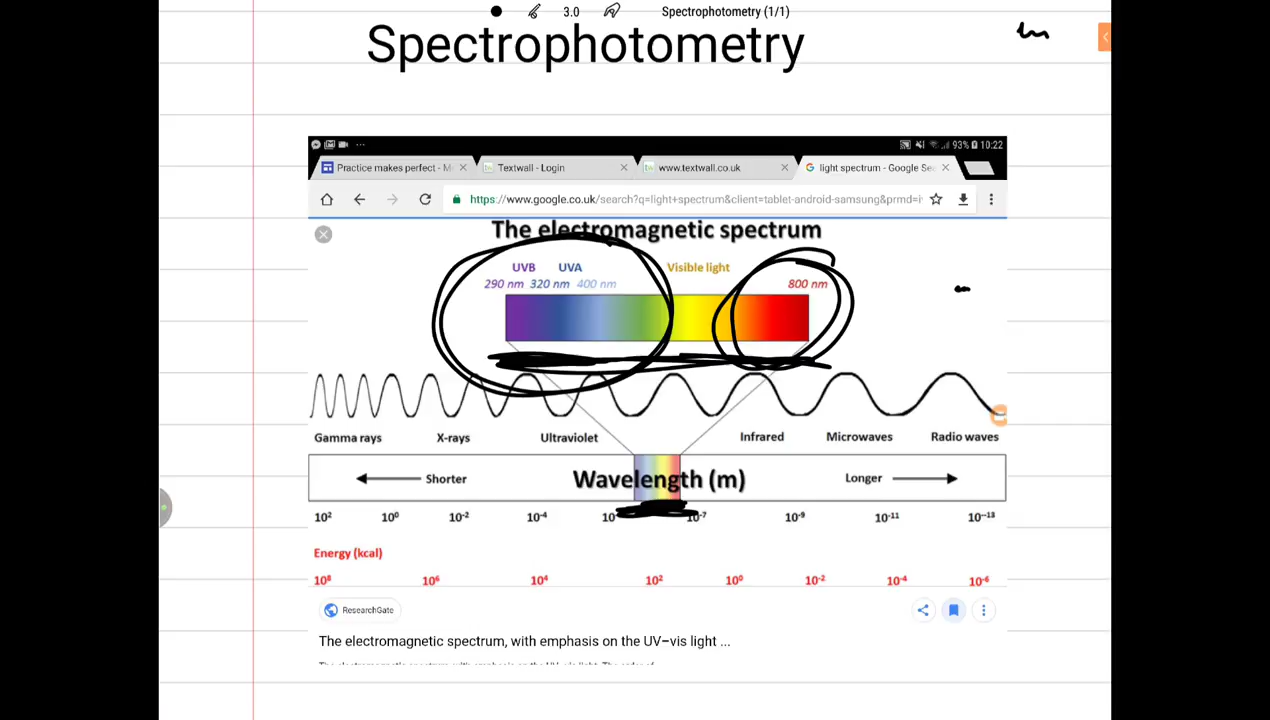 3.0 Spectrophotometry (1/1)
Spectrophotometry
93% 10:22
Practice makes perfect - M
Textwall - Login
www.textwall.co.uk
light spectrum - Google Se
https://www.google.co.uk/search?q=light+spectrum&client=tablet-android-samsung&prmd=i
The electromagnetic spectrum
UVB UVA Visible light
290 nm 320 nm 400 nm 800 nm
Gamma rays X-rays Ultraviolet Infrared Microwaves Radio waves
Shorter Wavelength (m) Longer
10² 10⁰ 10⁻² 10⁻⁴ 10⁻⁷ 10⁻⁹ 10⁻¹¹ 10⁻¹³
Energy (kcal)
10⁸ 10⁶ 10⁴ 10² 10⁰ 10⁻² 10⁻⁴ 10⁻⁶
ResearchGate
The electromagnetic spectrum, with emphasis on the UV–vis light ...